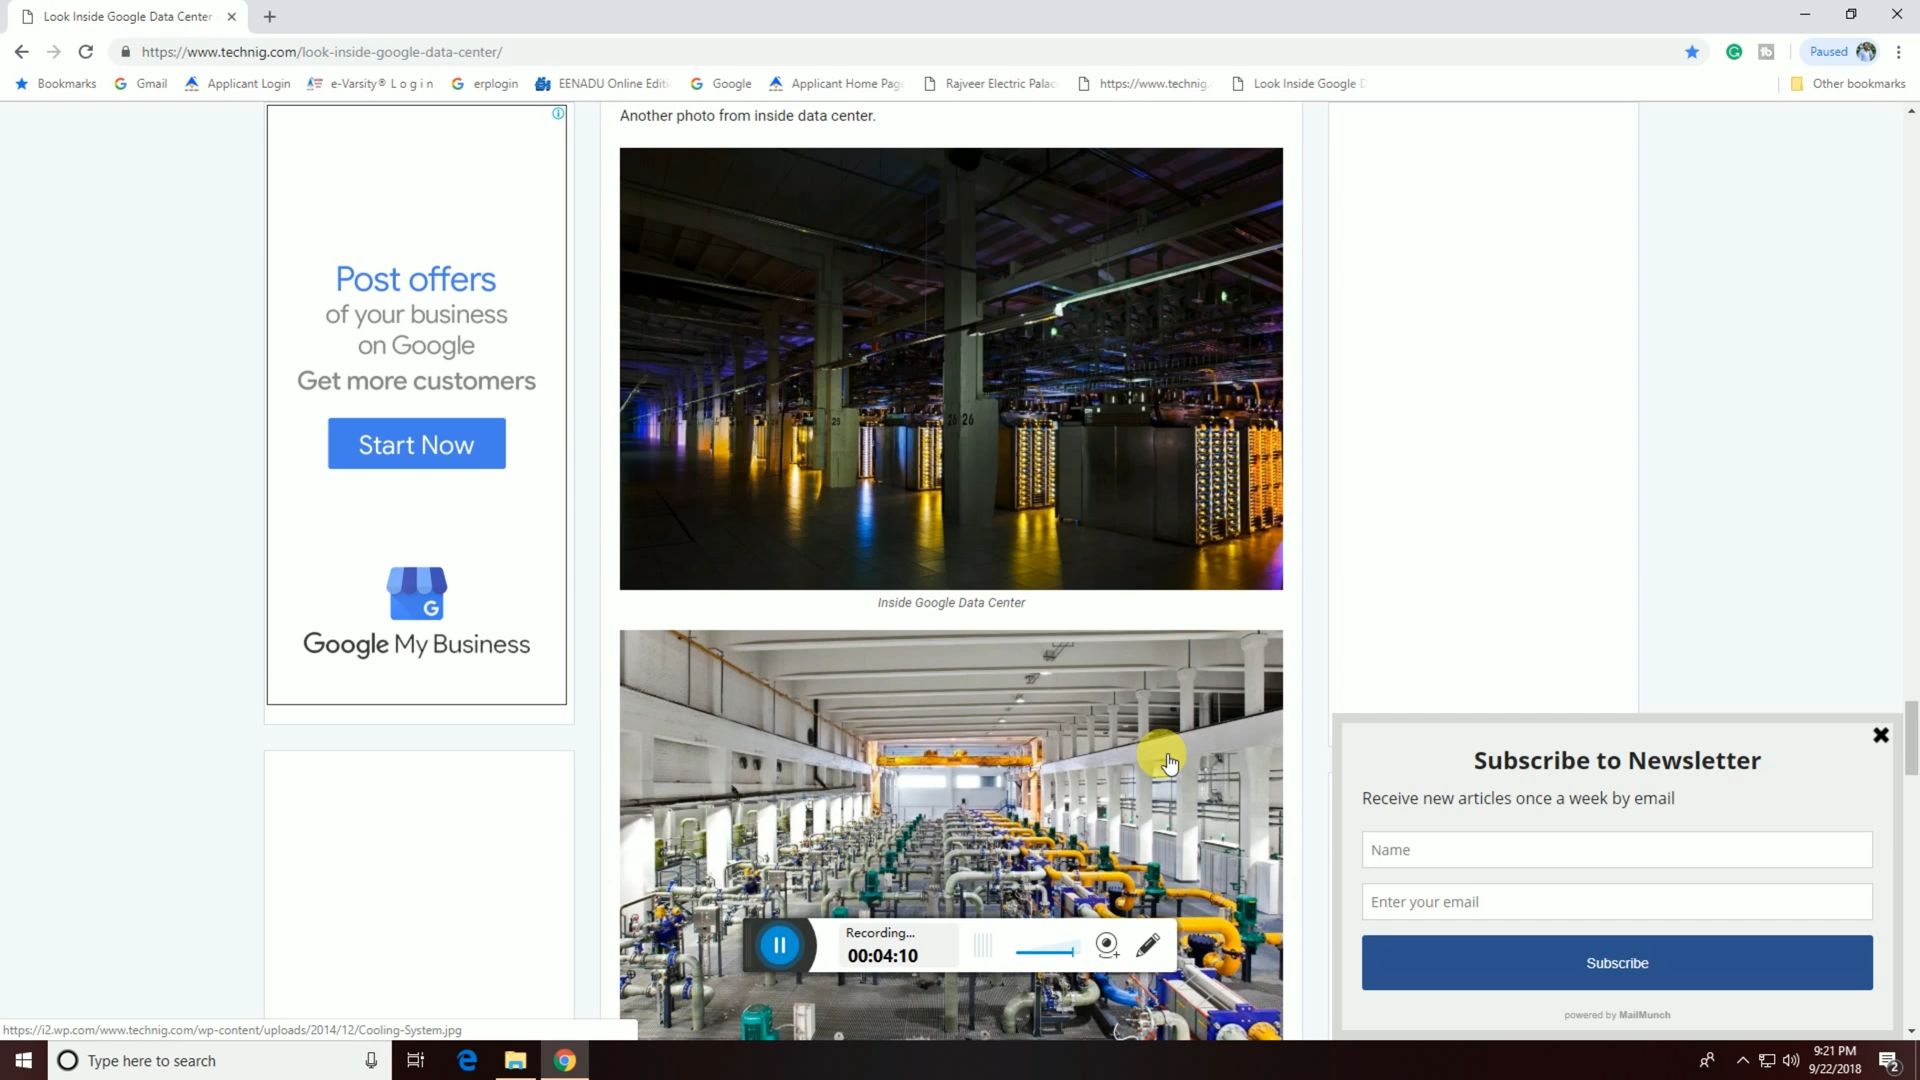 Look Inside Google Data Center
https://www.technig.com/look-inside-google-data-center/
Paused
Bookmarks
Gmail
Applicant Login
e-Varsity® L o g i n
erplogin
EENADU Online Editi
Google
Applicant Home Page
Rajveer Electric Palac
https://www.technig.
Look Inside Google D
Other bookmarks
Another photo from inside data center.
Post offers
of your business
on Google
Get more customers
Start Now
G
Google My Business
25
26 26
Inside Google Data Center
Subscribe to Newsletter
Receive new articles once a week by email
Name
Enter your email
Subscribe
powered by MailMunch
Recording...
00:04:10
https://i2.wp.com/www.technig.com/wp-content/uploads/2014/12/Cooling-System.jpg
Type here to search
9:21 PM
9/22/2018
2